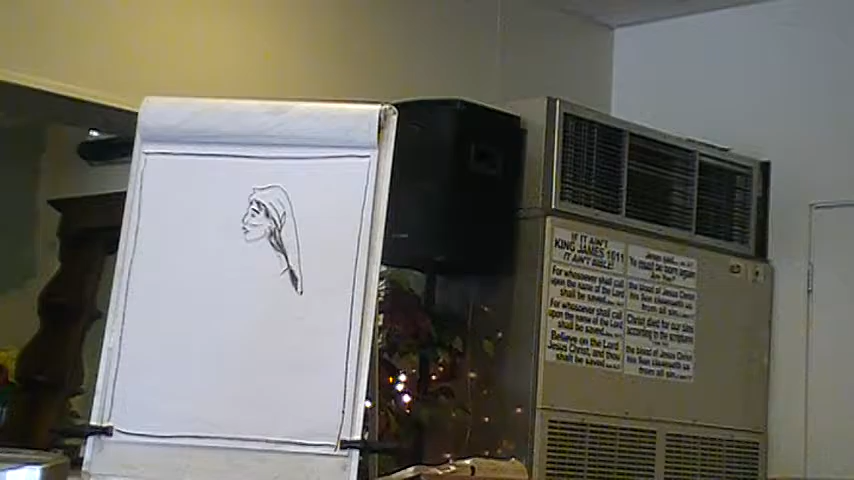 IF IT AIN'T
KING JAMES 1611
IT AIN'T BIBLE!
For whosoever shall call
upon the name of the Lord
shall be saved.
For whosoever shall call
upon the name of the Lord
shall be saved.
Believe on the Lord
Jesus Christ, and thou
shalt be saved
Jesus said...
Ye must be born again
Are You?
the blood of Jesus Christ
his Son cleanseth us
from all sin.
Christ died for our sins
according to the scriptures
the blood of Jesus Christ
his Son cleanseth us
from all sin.